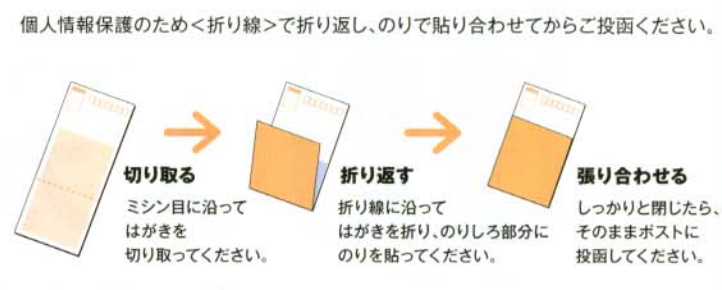 個人情報保護のため<折り線>で折り返し、のりで貼り合わせてからご投函ください。
切り取る
ミシン目に沿って
はがきを
切り取ってください。
折り返す
折り線に沿って
はがきを折り、のりしろ部分に
のりを貼ってください。
張り合わせる
しっかりと閉じたら、
そのままポストに
投函してください。